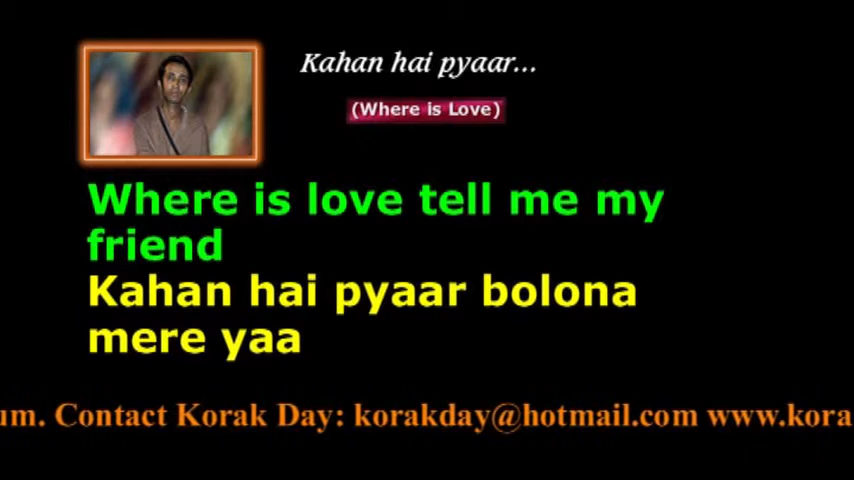 Kahan hai pyaar...
(Where is Love)
Where is love tell me my
friend
Kahan hai pyaar bolona
mere yaa
um. Contact Korak Day: korakday@hotmail.com www.kora